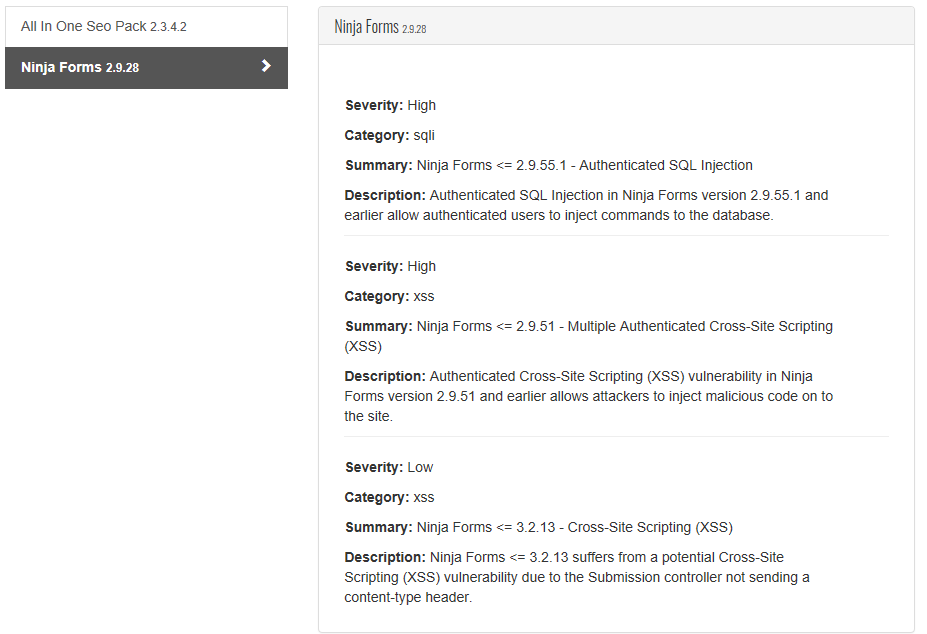 All In One Seo Pack 2.3.4.2
Ninja Forms 2.9.28
Ninja Forms 2.9.28
Severity: High
Category: sqli
Summary: Ninja Forms <= 2.9.55.1 - Authenticated SQL Injection
Description: Authenticated SQL Injection in Ninja Forms version 2.9.55.1 and
earlier allow authenticated users to inject commands to the database.
Severity: High
Category: xss
Summary: Ninja Forms <= 2.9.51 - Multiple Authenticated Cross-Site Scripting
(XSS)
Description: Authenticated Cross-Site Scripting (XSS) vulnerability in Ninja
Forms version 2.9.51 and earlier allows attackers to inject malicious code on to
the site.
Severity: Low
Category: xss
Summary: Ninja Forms <= 3.2.13 - Cross-Site Scripting (XSS)
Description: Ninja Forms <= 3.2.13 suffers from a potential Cross-Site
Scripting (XSS) vulnerability due to the Submission controller not sending a
content-type header.